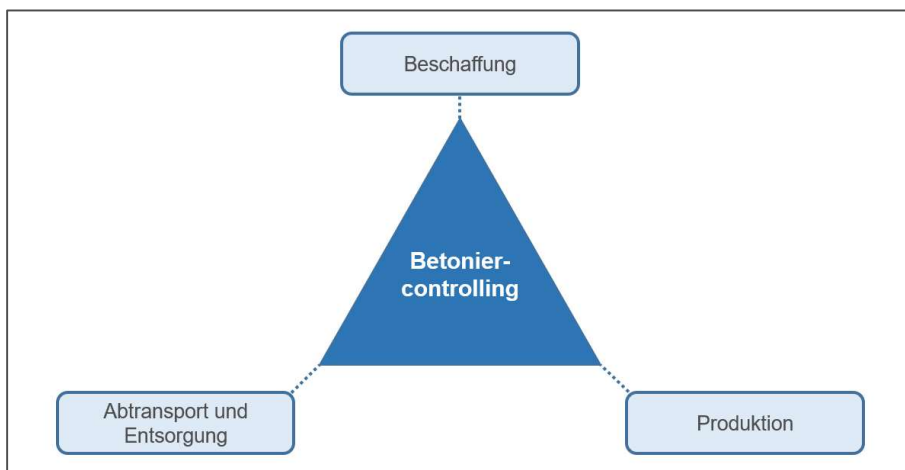 Beschaffung
Betonier-
controlling
Abtransport und
Entsorgung
Produktion